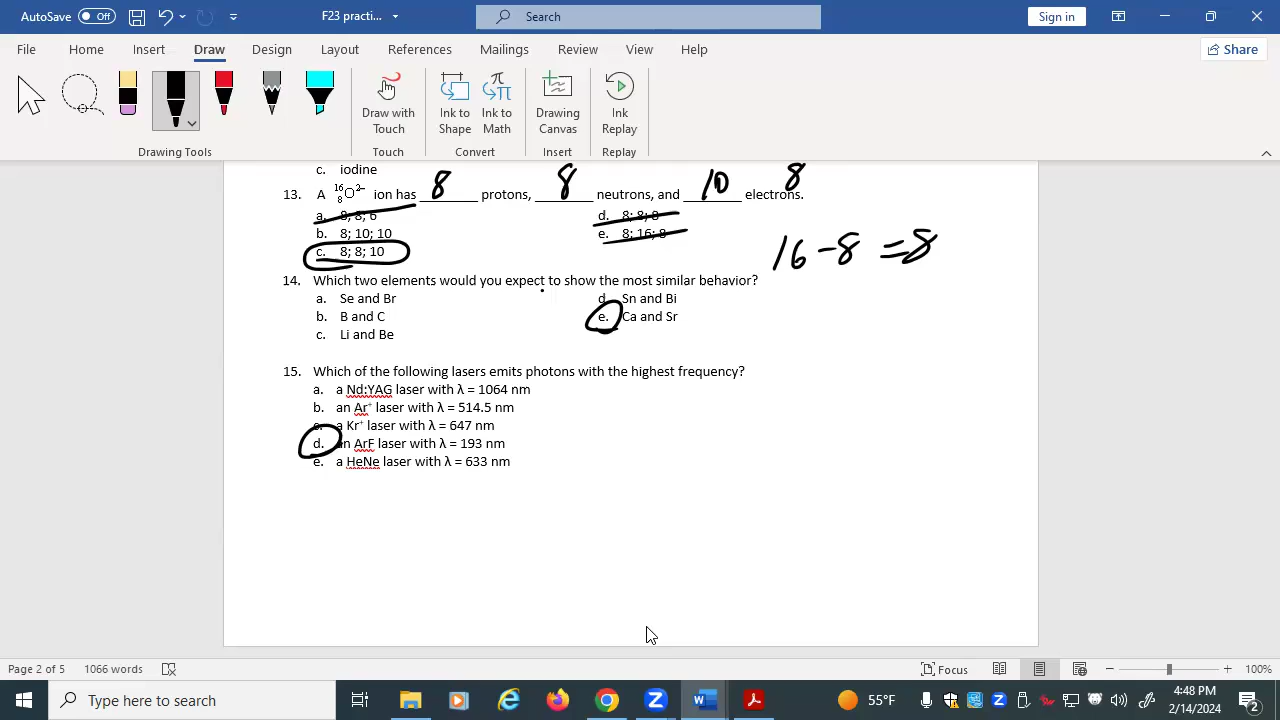 AutoSave Off F23 practi... Search Sign in
File Home Insert Draw Design Layout References Mailings Review View Help Share
Draw with Touch
Ink to Shape
Ink to Math
Drawing Canvas
Ink Replay
Drawing Tools Touch Convert Insert Replay
c. iodine
8 8 10 8
13. A ¹⁶₈O²⁻ ion has _______ protons, _______ neutrons, and _______ electrons.
a. 8; 8; 6 d. 8; 8; 8
b. 8; 10; 10 e. 8; 16; 8
c. 8; 8; 10
16 - 8 = 8
14. Which two elements would you expect to show the most similar behavior?
a. Se and Br d. Sn and Bi
b. B and C e. Ca and Sr
c. Li and Be
15. Which of the following lasers emits photons with the highest frequency?
a. a Nd:YAG laser with λ = 1064 nm
b. an Ar⁺ laser with λ = 514.5 nm
c. a Kr⁺ laser with λ = 647 nm
d. an ArF laser with λ = 193 nm
e. a HeNe laser with λ = 633 nm
Page 2 of 5 1066 words Focus 100%
Type here to search 55°F 4:48 PM
2/14/2024 2